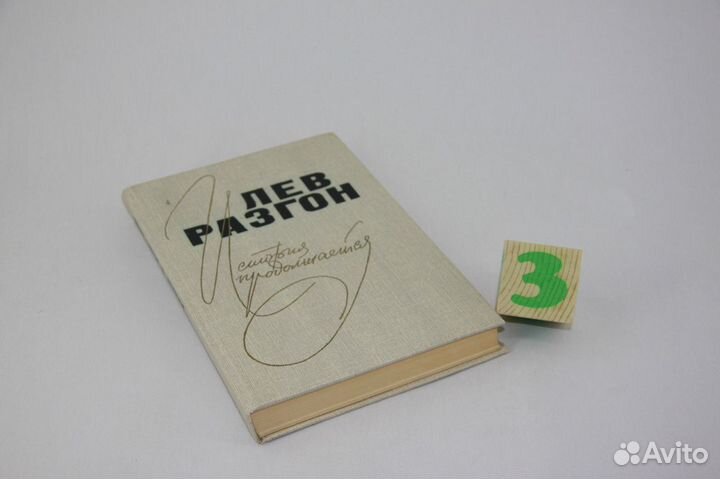 ЛЕВ
РАЗГОН
История
продолжается
3
Avito